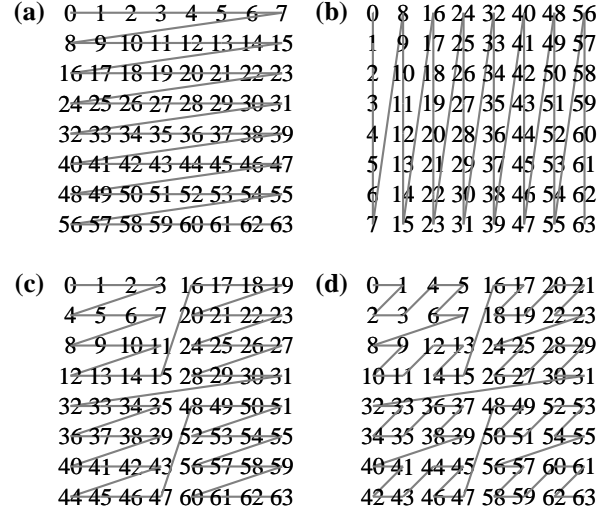 (a) 0 1 2 3 4 5 6 7
8 9 10 11 12 13 14 15
16 17 18 19 20 21 22 23
24 25 26 27 28 29 30 31
32 33 34 35 36 37 38 39
40 41 42 43 44 45 46 47
48 49 50 51 52 53 54 55
56 57 58 59 60 61 62 63
(b) 0 8 16 24 32 40 48 56
1 9 17 25 33 41 49 57
2 10 18 26 34 42 50 58
3 11 19 27 35 43 51 59
4 12 20 28 36 44 52 60
5 13 21 29 37 45 53 61
6 14 22 30 38 46 54 62
7 15 23 31 39 47 55 63
(c) 0 1 2 3 16 17 18 19
4 5 6 7 20 21 22 23
8 9 10 11 24 25 26 27
12 13 14 15 28 29 30 31
32 33 34 35 48 49 50 51
36 37 38 39 52 53 54 55
40 41 42 43 56 57 58 59
44 45 46 47 60 61 62 63
(d) 0 1 4 5 16 17 20 21
2 3 6 7 18 19 22 23
8 9 12 13 24 25 28 29
10 11 14 15 26 27 30 31
32 33 36 37 48 49 52 53
34 35 38 39 50 51 54 55
40 41 44 45 56 57 60 61
42 43 46 47 58 59 62 63